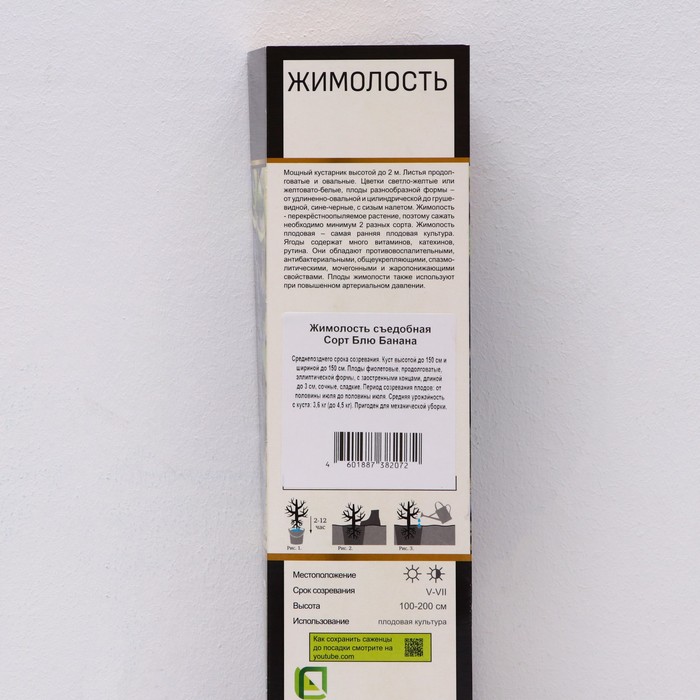 ЖИМОЛОСТЬ
Мощный кустарник высотой до 2 м. Листья продол-
говатые и овальные. Цветки светло-желтые или
желтовато-белые, плоды разнообразной формы –
от удлиненно-овальной и цилиндрической до груше-
видной, сине-черные, с сизым налетом. Жимолость
- перекрёстноопыляемое растение, поэтому сажать
необходимо минимум 2 разных сорта. Жимолость
плодовая – самая ранняя плодовая культура.
Ягоды содержат много витаминов, катехинов,
рутина. Они обладают противовоспалительными,
антибактериальными, общеукрепляющими, спазмо-
литическими, мочегонными и жаропонижающими
свойствами. Плоды жимолости также используют
при повышенном артериальном давлении.
Жимолость съедобная
Сорт Блю Банана
Среднепозднего срока созревания. Куст высотой до 150 см и
шириной до 150 см. Плоды фиолетовые, продолговатые,
эллиптической формы, с заостренными концами, длиной
до 3 см, сочные, сладкие. Период созревания плодов: от
половины июля до половины июля. Средняя урожайность
с куста: 3,6 кг (до 4,5 кг). Пригоден для механической уборки.
4 601887 382072
2-12
час
Рис. 1. Рис. 2. Рис. 3.
Местоположение
Срок созревания V-VII
Высота 100-200 см
Использование плодовая культура
Как сохранить саженцы
до посадки смотрите на
youtube.com